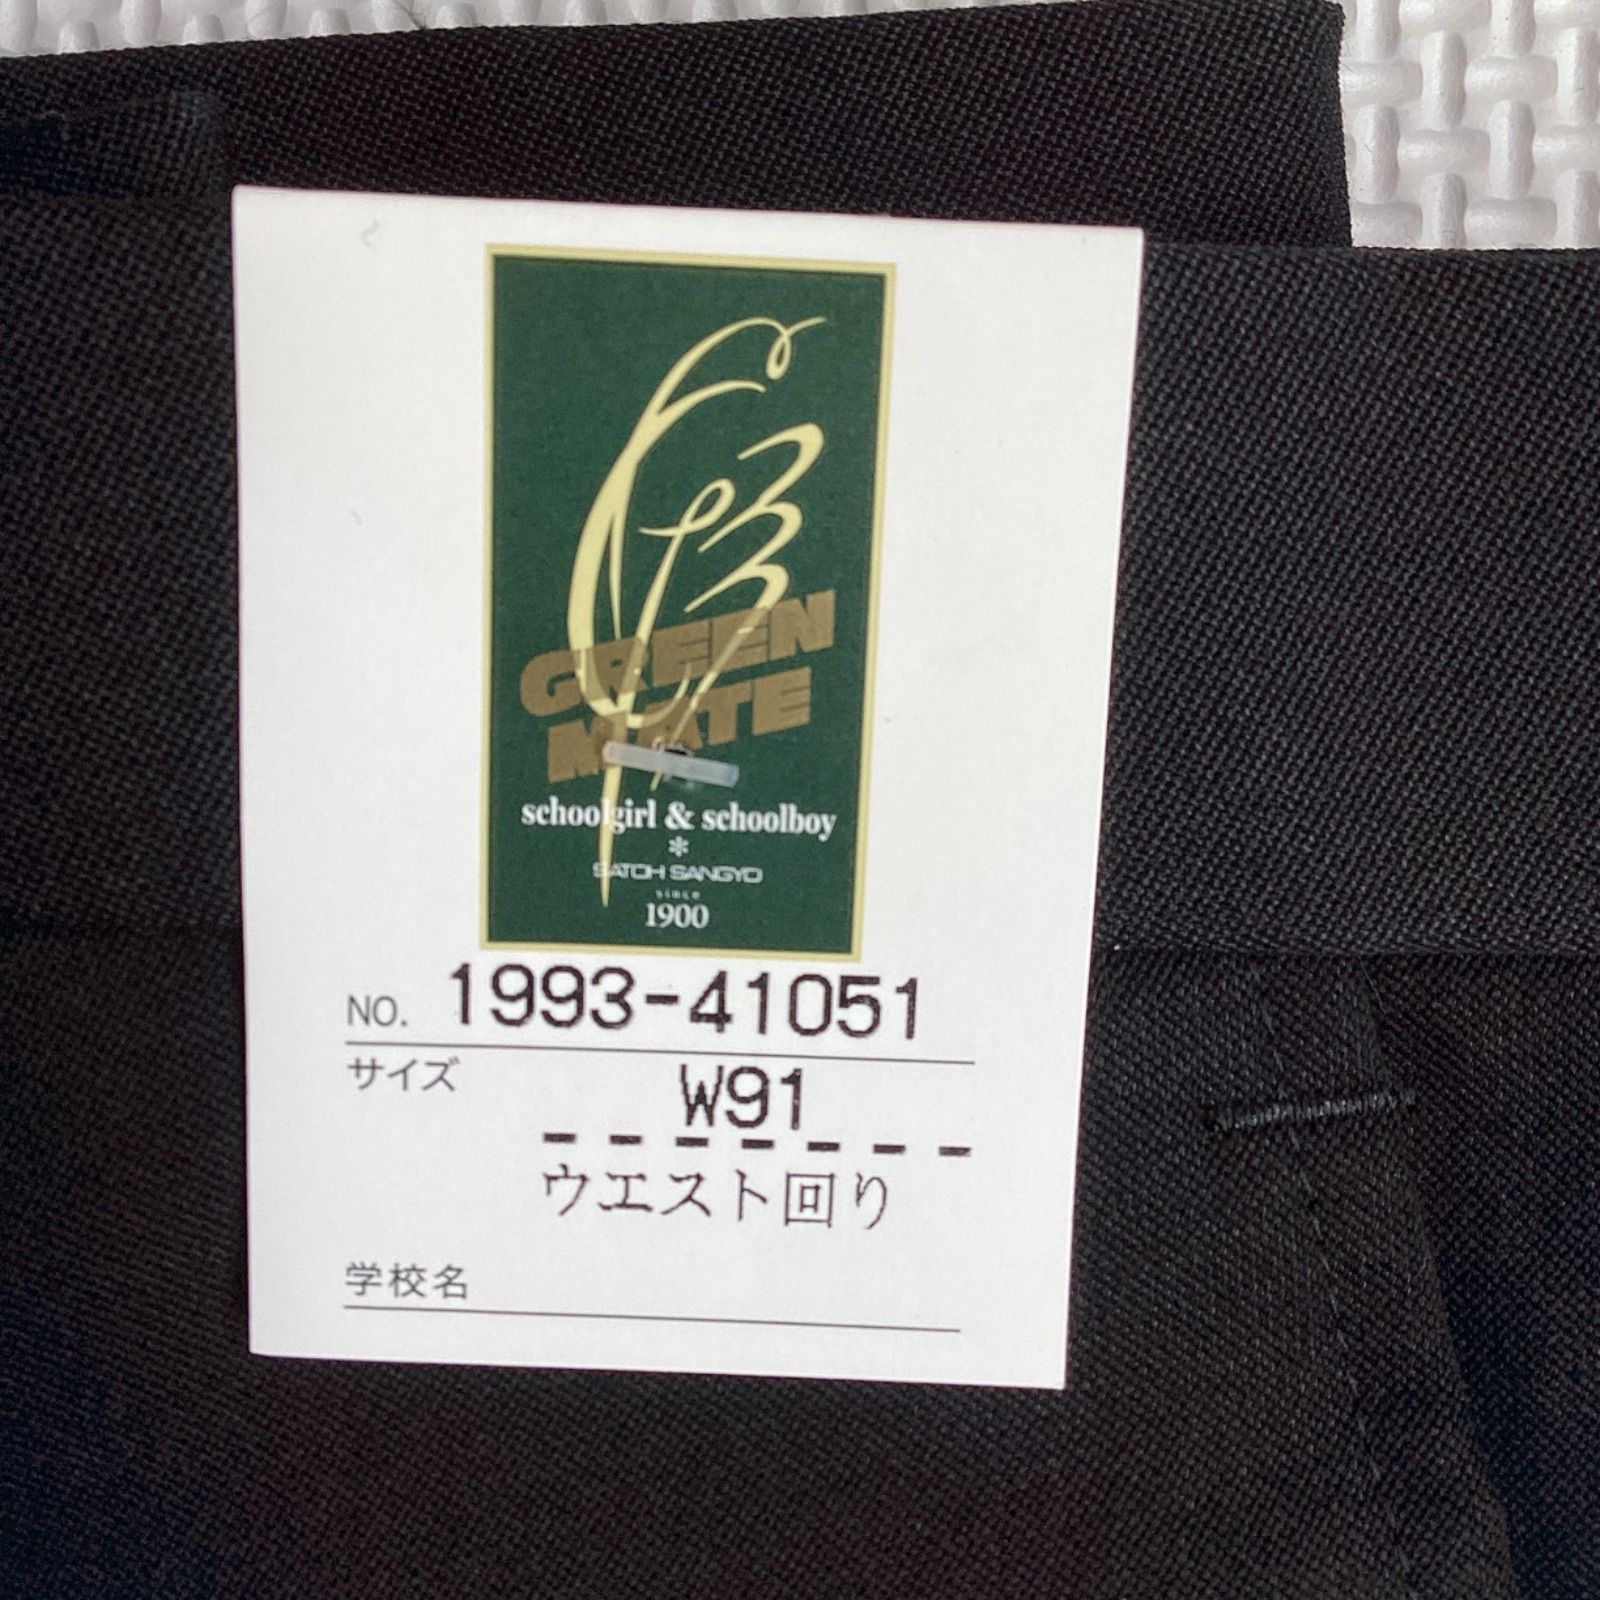 GREEN
MATE
schoolgirl & schoolboy
*
SATOH SANGYO
since
1900
NO. 1993-41051
サイズ W91
ウエスト回り
学校名